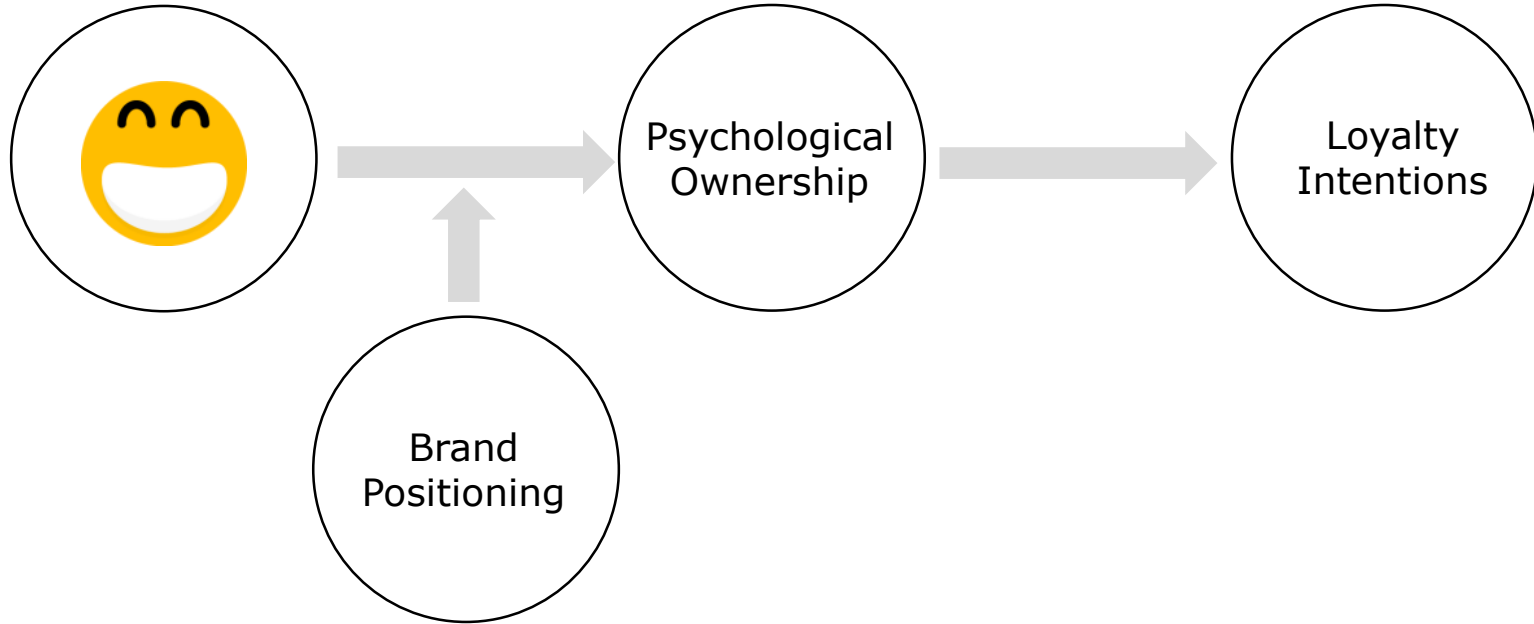 Psychological
Ownership
Loyalty
Intentions
Brand
Positioning